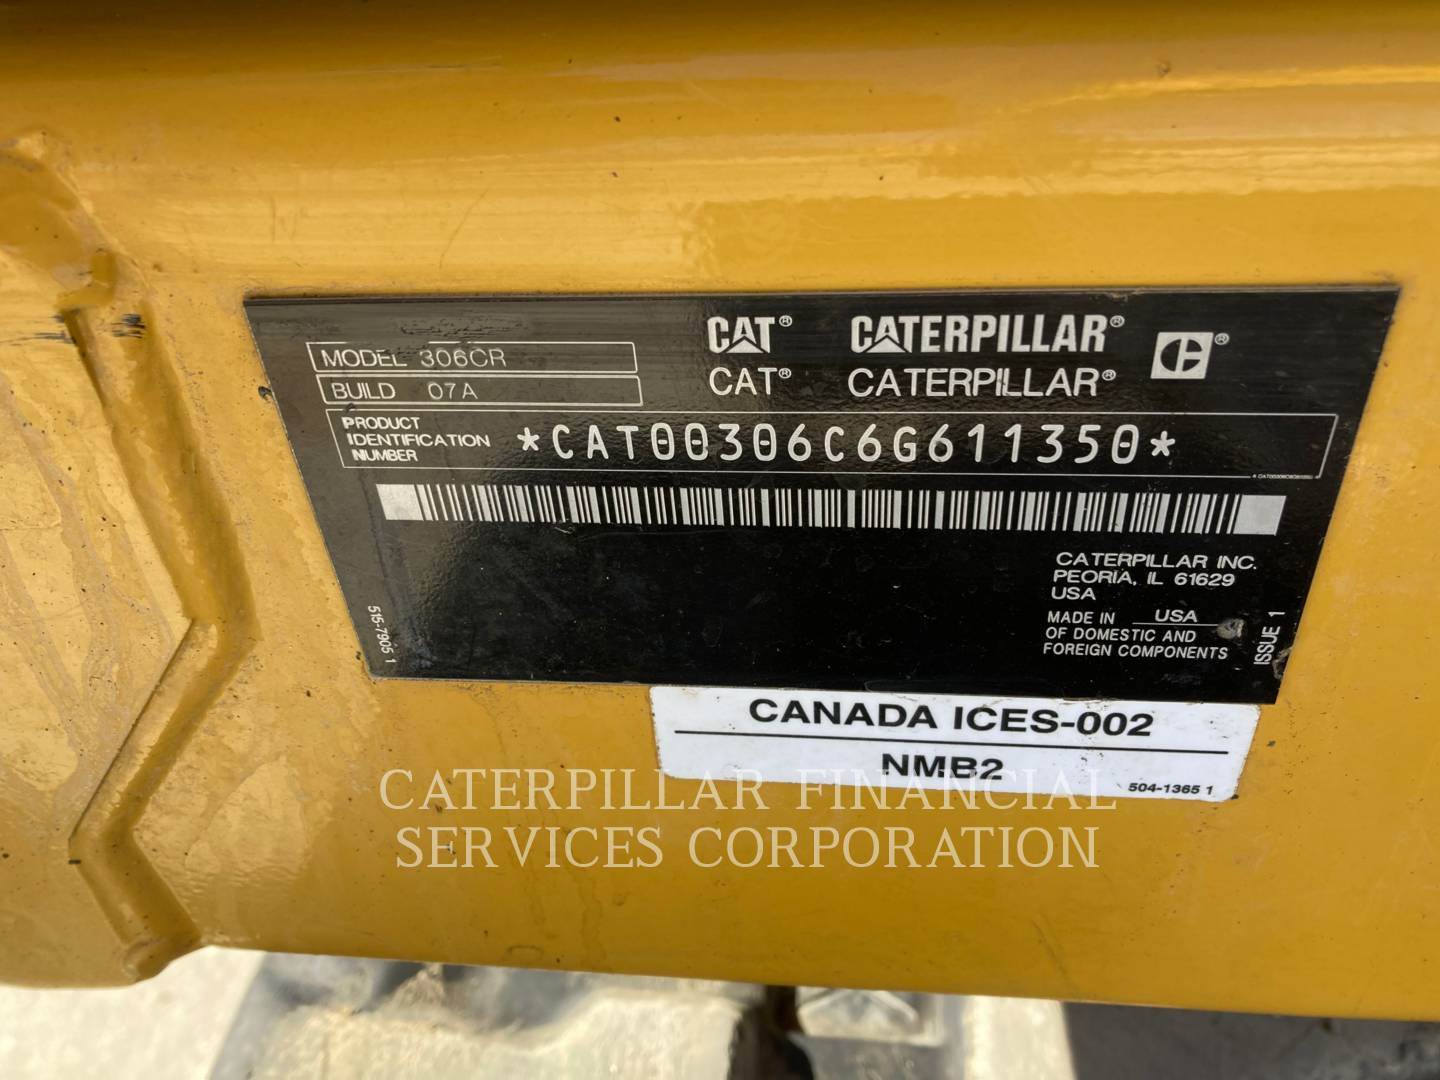 MODEL 306CR
BUILD 07A
CAT® CATERPILLAR® C®
CAT® CATERPILLAR®
PRODUCT
IDENTIFICATION
NUMBER
*CAT00306C6G611350*
CATERPILLAR INC.
PEORIA, IL 61629
USA
MADE IN USA
OF DOMESTIC AND
FOREIGN COMPONENTS
ISSUE 1
515-7905 1
CANADA ICES-002
NMB2
504-1365 1
CATERPILLAR FINANCIAL
SERVICES CORPORATION